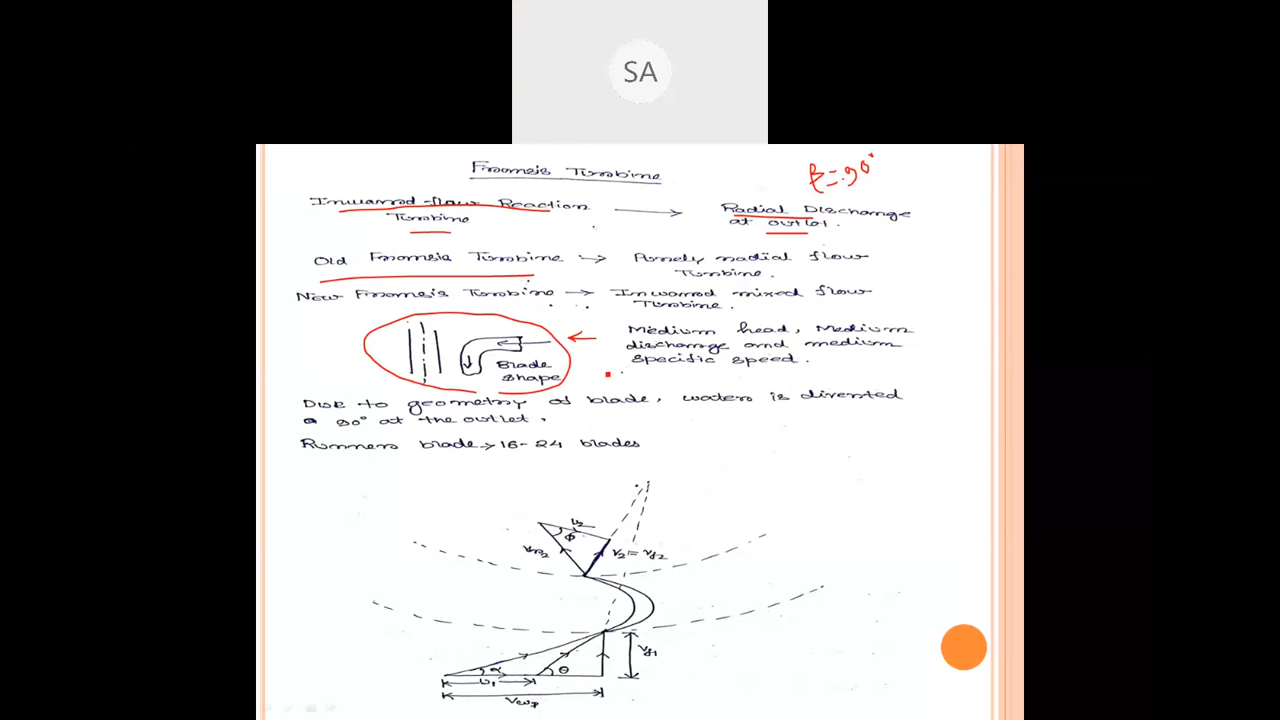 SA
Francis Turbine
β = 90°
Inward flow Reaction Turbine → Radial Discharge at outlet.
Old Francis Turbine → Purely radial flow Turbine.
New Francis Turbine → Inward mixed flow Turbine.
Medium head, Medium
discharge and medium
specific speed.
Blade
shape
Due to geometry of blade, water is diverted
90° at the outlet.
Runner blade → 16-24 blades
u2
φ
Vr2
V2 = Vf2
α
θ
u1
Vf1
Vw1